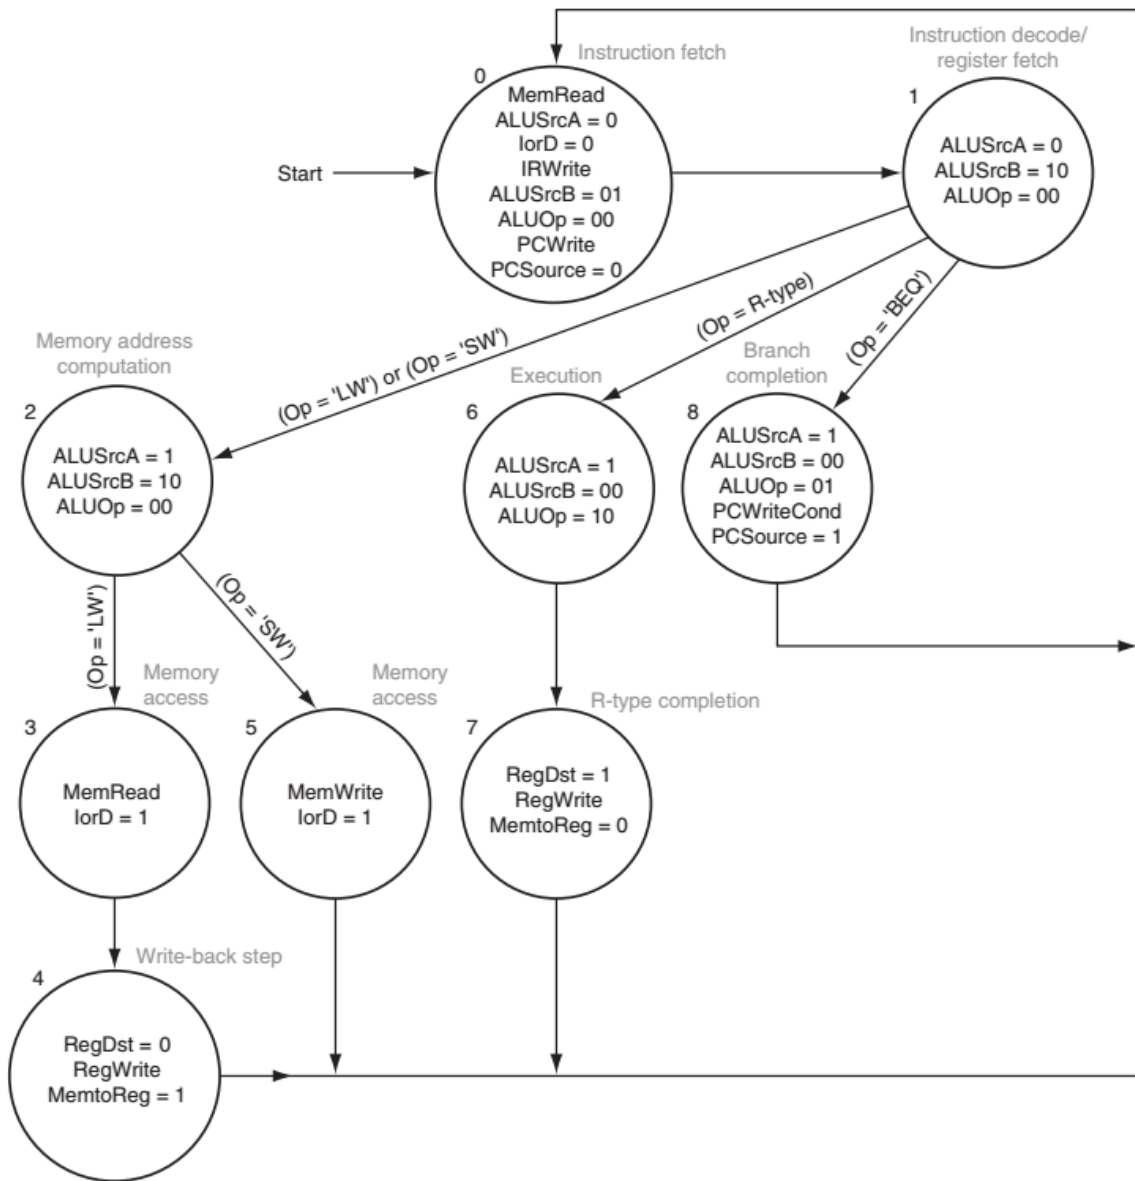 Instruction fetch
Instruction decode/
register fetch
0
MemRead
ALUSrcA = 0
IorD = 0
IRWrite
ALUSrcB = 01
ALUOp = 00
PCWrite
PCSource = 0
Start
1
ALUSrcA = 0
ALUSrcB = 10
ALUOp = 00
(Op = 'LW') or (Op = 'SW')
(Op = R-type)
(Op = 'BEQ')
Memory address
computation
2
ALUSrcA = 1
ALUSrcB = 10
ALUOp = 00
Execution
6
ALUSrcA = 1
ALUSrcB = 00
ALUOp = 10
Branch
completion
8
ALUSrcA = 1
ALUSrcB = 00
ALUOp = 01
PCWriteCond
PCSource = 1
(Op = 'LW')
(Op = 'SW')
Memory
access
3
MemRead
IorD = 1
Memory
access
5
MemWrite
IorD = 1
R-type completion
7
RegDst = 1
RegWrite
MemtoReg = 0
Write-back step
4
RegDst = 0
RegWrite
MemtoReg = 1